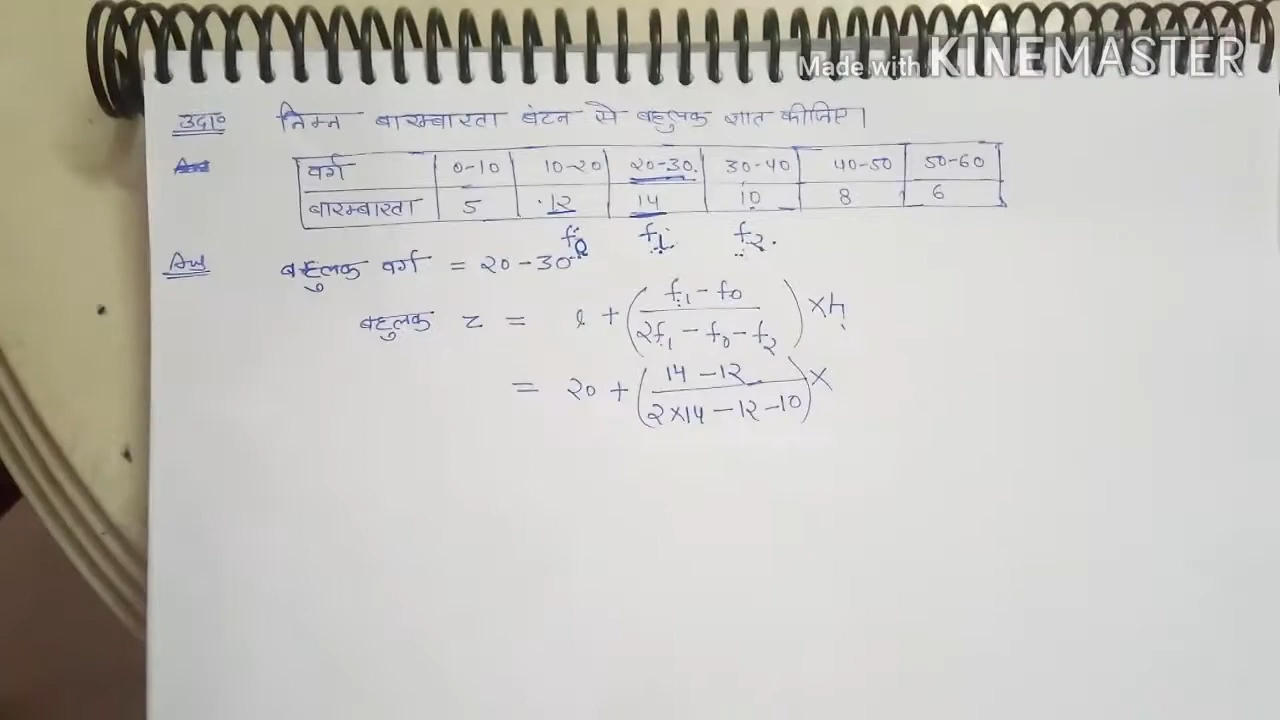 Made with KINEMASTER
उदा० निम्न बारम्बारता बंटन से बहुलक ज्ञात कीजिए।
वर्ग 0-10 10-20 20-30. 30-40 40-50 50-60
बारम्बारता 5 12 14 10 8 6
f0 f1 f2.
Ans बहुलक वर्ग = 20-30
बहुलक z = l + (f1 - f0 / 2f1 - f0 - f2) × h
= 20 + (14 - 12 / 2×14 - 12 - 10) ×